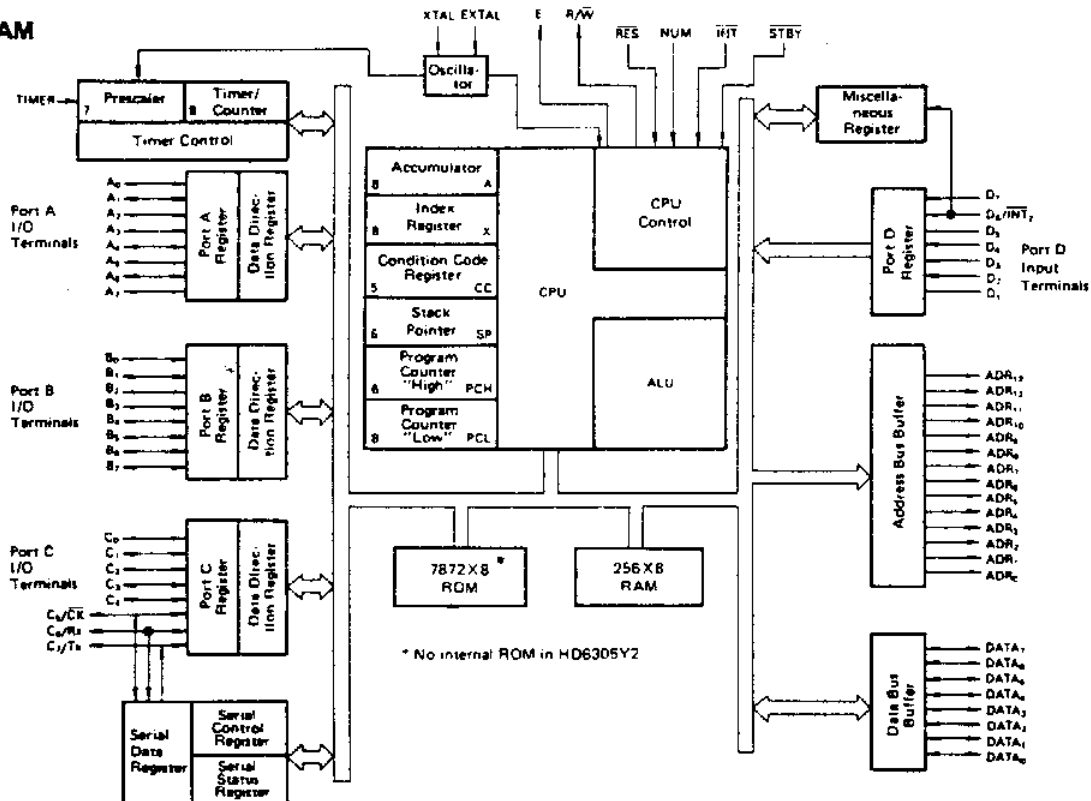 AM
XTAL EXTAL
E
R/W̅
R̅E̅S̅
NUM
I̅N̅T̅
S̅T̅B̅Y̅
Oscilla-
tor
TIMER
Prescaler
7
Timer/
Counter
8
Timer Control
Miscella-
neous
Register
Accumulator
8
A
Index
Register
8
X
Condition Code
Register
5
CC
Stack
Pointer
6
SP
Program
Counter
"High"
6
PCH
Program
Counter
"Low"
8
PCL
CPU
CPU
Control
ALU
Port A
I/O
Terminals
A₀
A₁
A₂
A₃
A₄
A₅
A₆
A₇
Port A
Register
Data Direc-
tion Register
Port B
I/O
Terminals
B₀
B₁
B₂
B₃
B₄
B₅
B₆
B₇
Port B
Register
Data Direc-
tion Register
Port C
I/O
Terminals
C₀
C₁
C₂
C₃
C₄
C₅/C̅K̅
C₆/Rx
C₇/Tx
Port C
Register
Data Direc-
tion Register
Serial
Data
Register
Serial
Control
Register
Serial
Status
Register
7872X8 *
ROM
256X8
RAM
* No internal ROM in HD6305Y2
Port D
Register
D₇
D₆/I̅N̅T̅₂
D₅
D₄
D₃
D₂
D₁
Port D
Input
Terminals
Address Bus Buffer
ADR₁₃
ADR₁₂
ADR₁₁
ADR₁₀
ADR₉
ADR₈
ADR₇
ADR₆
ADR₅
ADR₄
ADR₃
ADR₂
ADR₁
ADR₀
Data Bus
Buffer
DATA₇
DATA₆
DATA₅
DATA₄
DATA₃
DATA₂
DATA₁
DATA₀